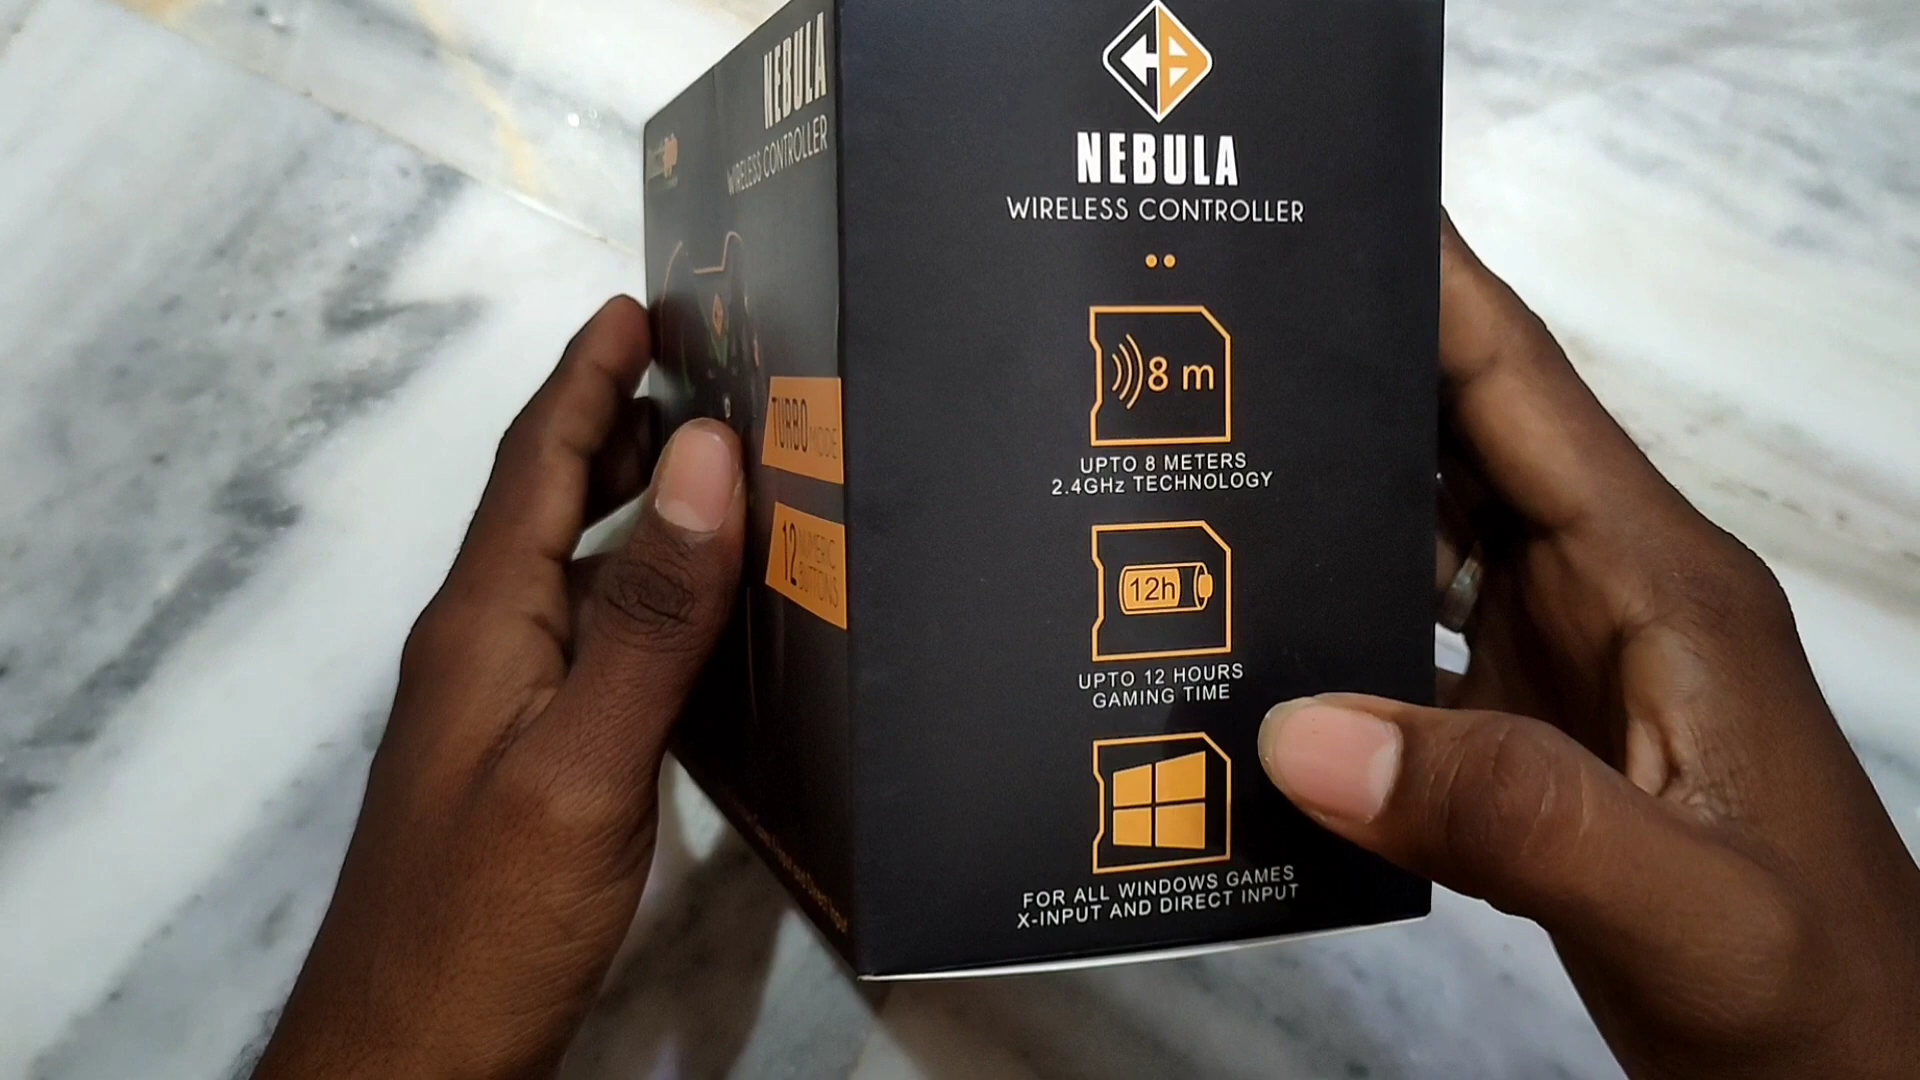 NEBULA
WIRELESS CONTROLLER
TURBO MODE
12 NUMERIC
BUTTONS
NEBULA
WIRELESS CONTROLLER
8 m
UPTO 8 METERS
2.4GHz TECHNOLOGY
12h
UPTO 12 HOURS
GAMING TIME
FOR ALL WINDOWS GAMES
X-INPUT AND DIRECT INPUT